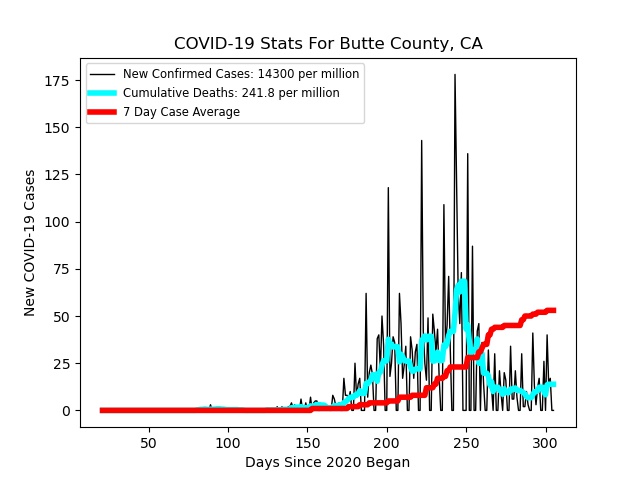 COVID-19 Stats For Butte County, CA
New Confirmed Cases: 14300 per million
Cumulative Deaths: 241.8 per million
7 Day Case Average
New COVID-19 Cases
175
150
125
100
75
50
25
0
50 100 150 200 250 300
Days Since 2020 Began